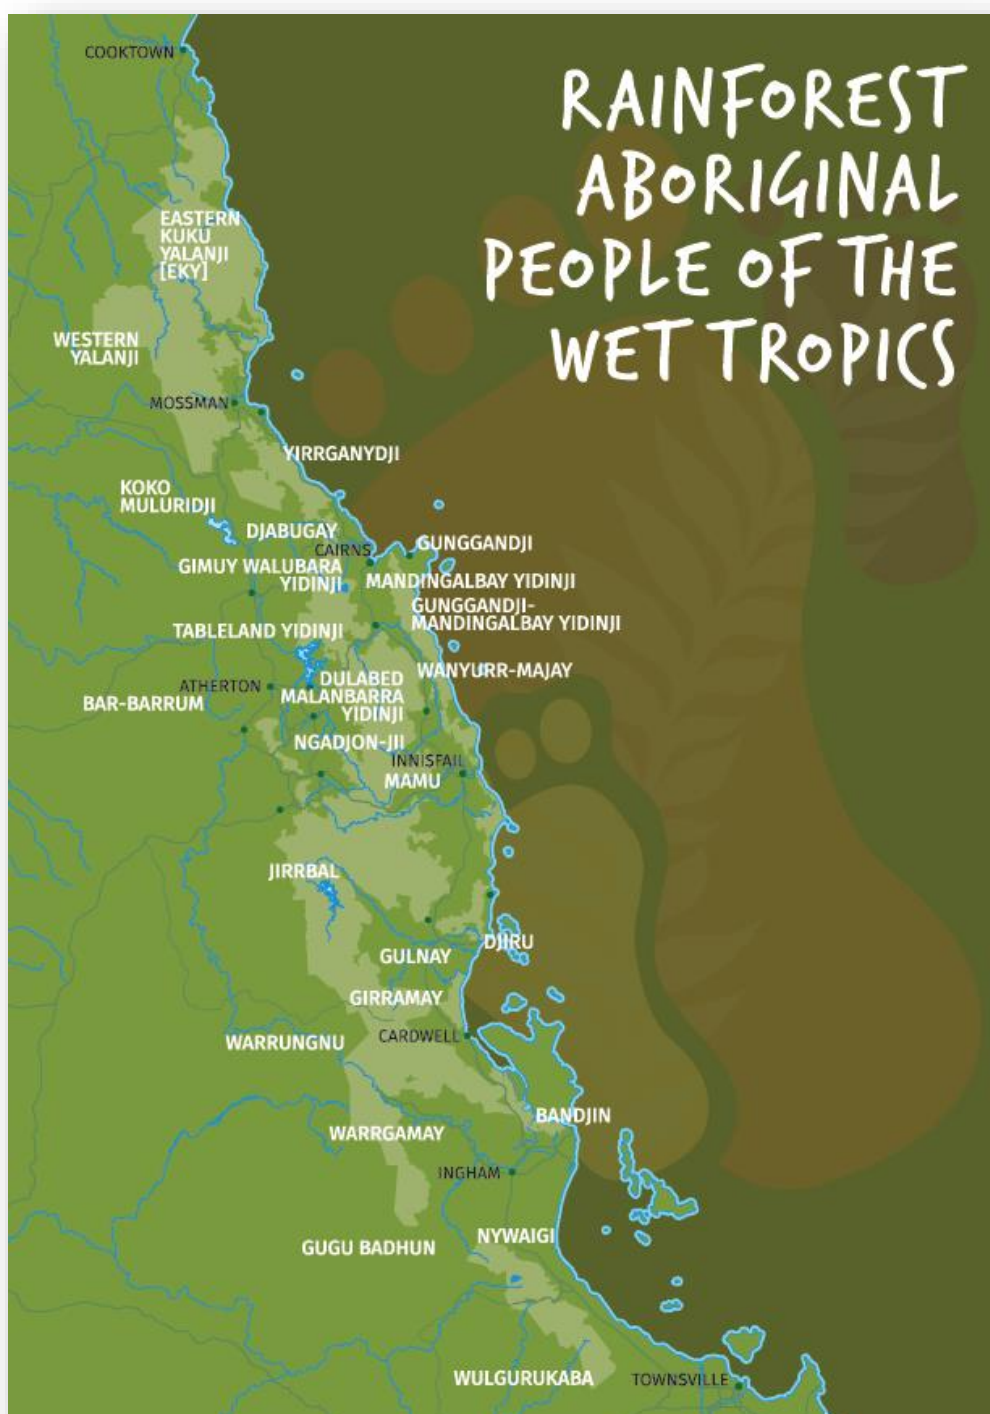 RAINFOREST
ABORIGINAL
PEOPLE OF THE
WET TROPICS
COOKTOWN
EASTERN
KUKU
YALANJI
[EKY]
WESTERN
YALANJI
MOSSMAN
YIRRGANYDJI
KOKO
MULURIDJI
DJABUGAY
CAIRNS
GUNGGANDJI
GIMUY WALUBARA
YIDINJI
MANDINGALBAY YIDINJI
GUNGGANDJI-
MANDINGALBAY YIDINJI
TABLELAND YIDINJI
WANYURR-MAJAY
ATHERTON
DULABED
MALANBARRA
YIDINJI
BAR-BARRUM
NGADJON-JII
INNISFAIL
MAMU
JIRRBAL
DJIRU
GULNAY
GIRRAMAY
CARDWELL
WARRUNGNU
BANDJIN
WARRGAMAY
INGHAM
NYWAIGI
GUGU BADHUN
WULGURUKABA
TOWNSVILLE